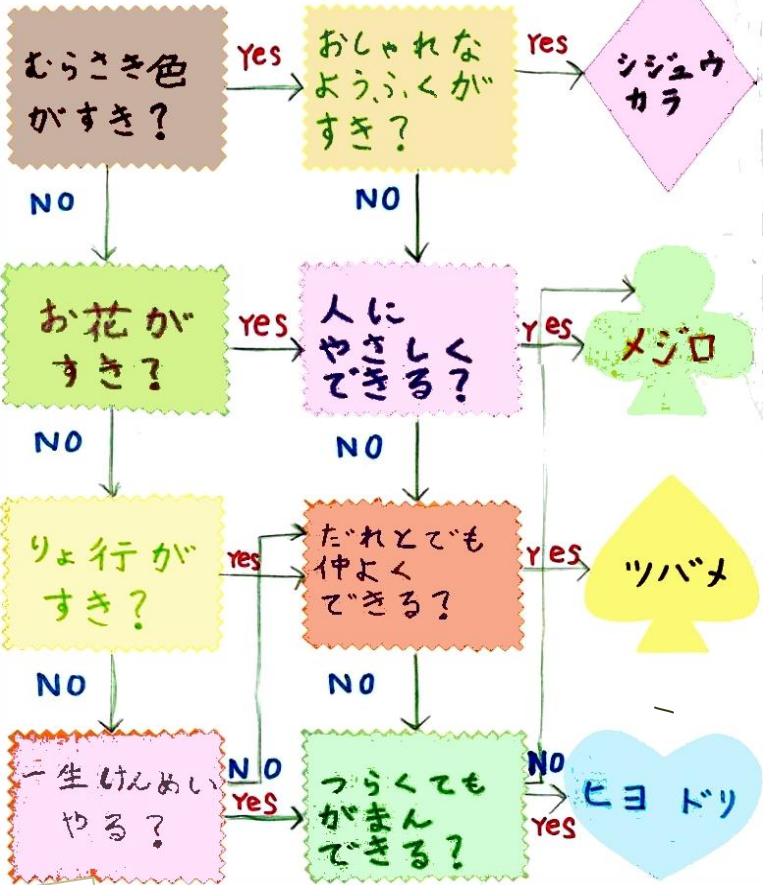 むらさき色
がすき？
Yes
おしゃれな
ようふくが
すき？
Yes
シジュウ
カラ
NO
NO
お花が
すき？
Yes
人に
やさしく
できる？
Yes
メジロ
NO
NO
りょ行が
すき？
Yes
だれとでも
仲よく
できる？
Yes
ツバメ
NO
NO
一生けんめい
やる？
NO
Yes
つらくても
がまん
できる？
NO
Yes
ヒヨドリ